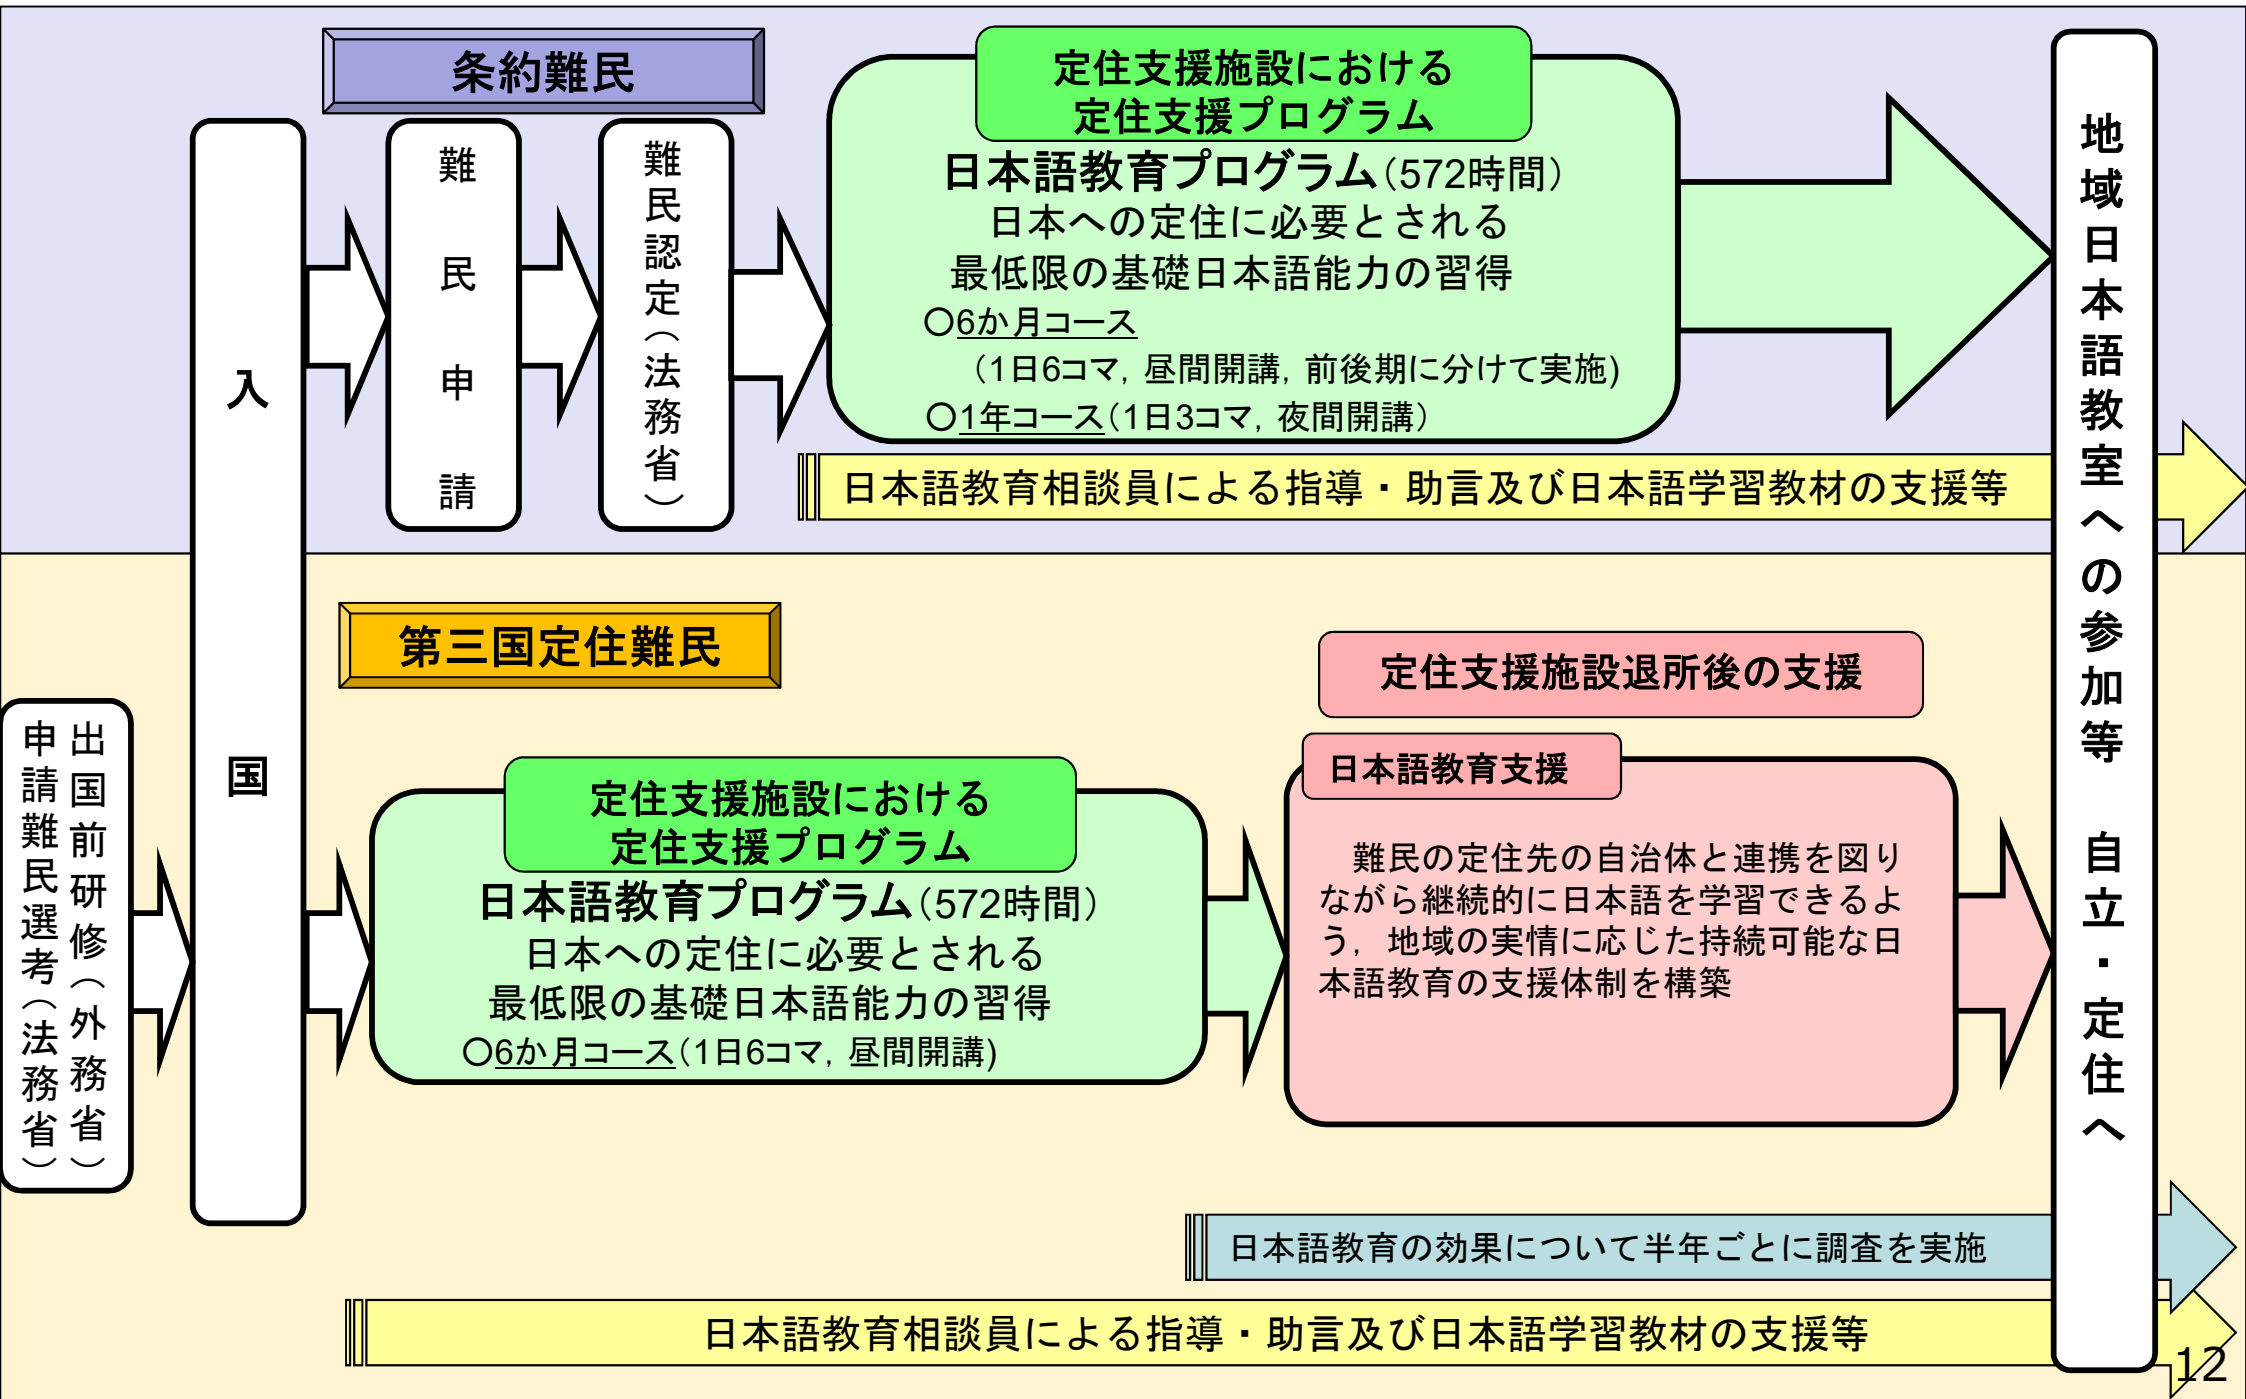 条約難民
入国
難民申請
難民認定（法務省）
定住支援施設における
定住支援プログラム
日本語教育プログラム（572時間）
日本への定住に必要とされる
最低限の基礎日本語能力の習得
○6か月コース
（1日6コマ，昼間開講，前後期に分けて実施)
○1年コース（1日3コマ，夜間開講）
日本語教育相談員による指導・助言及び日本語学習教材の支援等
地域日本語教室への参加等　自立・定住へ
第三国定住難民
出国前研修（外務省）
申請難民選考（法務省）
定住支援施設における
定住支援プログラム
日本語教育プログラム（572時間）
日本への定住に必要とされる
最低限の基礎日本語能力の習得
○6か月コース（1日6コマ，昼間開講)
定住支援施設退所後の支援
日本語教育支援
難民の定住先の自治体と連携を図り
ながら継続的に日本語を学習できるよ
う，地域の実情に応じた持続可能な日
本語教育の支援体制を構築
日本語教育の効果について半年ごとに調査を実施
日本語教育相談員による指導・助言及び日本語学習教材の支援等
12